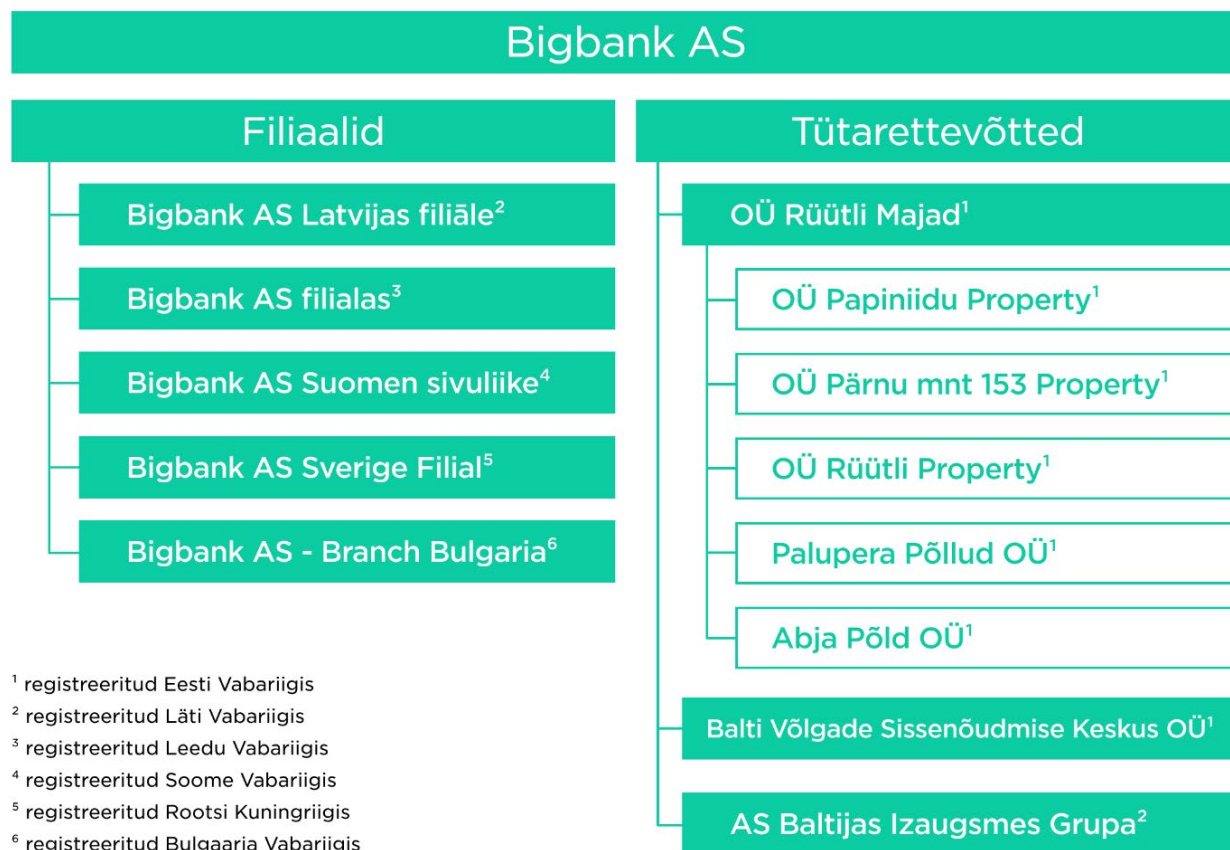 Bigbank AS
Filiaalid
Bigbank AS Latvijas filiāle²
Bigbank AS filialas³
Bigbank AS Suomen sivuliike⁴
Bigbank AS Sverige Filial⁵
Bigbank AS - Branch Bulgaria⁶
Tütarettevõtted
OÜ Rüütli Majad¹
OÜ Papiniidu Property¹
OÜ Pärnu mnt 153 Property¹
OÜ Rüütli Property¹
Palupera Põllud OÜ¹
Abja Põld OÜ¹
Balti Võlgade Sissenõudmise Keskus OÜ¹
AS Baltijas Izaugsmes Grupa²
¹ registreeritud Eesti Vabariigis
² registreeritud Läti Vabariigis
³ registreeritud Leedu Vabariigis
⁴ registreeritud Soome Vabariigis
⁵ registreeritud Rootsi Kuningriigis
⁶ registreeritud Bulgaaria Vabariigis